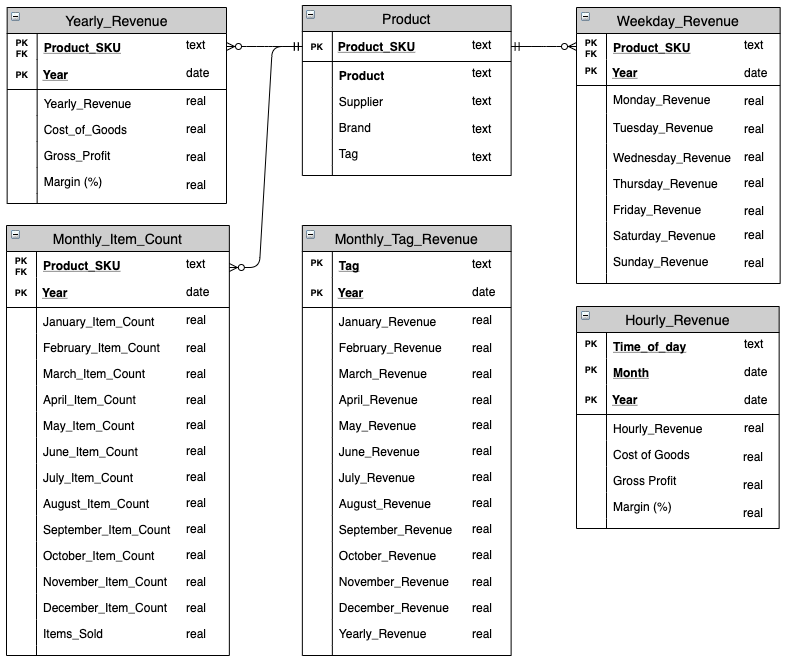 Yearly_Revenue
PK FK Product_SKU text
PK Year date
Yearly_Revenue real
Cost_of_Goods real
Gross_Profit real
Margin (%) real
Product
PK Product_SKU text
Product text
Supplier text
Brand text
Tag text
Weekday_Revenue
PK FK Product_SKU text
PK Year date
Monday_Revenue real
Tuesday_Revenue real
Wednesday_Revenue real
Thursday_Revenue real
Friday_Revenue real
Saturday_Revenue real
Sunday_Revenue real
Monthly_Item_Count
PK FK Product_SKU text
PK Year date
January_Item_Count real
February_Item_Count real
March_Item_Count real
April_Item_Count real
May_Item_Count real
June_Item_Count real
July_Item_Count real
August_Item_Count real
September_Item_Count real
October_Item_Count real
November_Item_Count real
December_Item_Count real
Items_Sold real
Monthly_Tag_Revenue
PK Tag text
PK Year date
January_Revenue real
February_Revenue real
March_Revenue real
April_Revenue real
May_Revenue real
June_Revenue real
July_Revenue real
August_Revenue real
September_Revenue real
October_Revenue real
November_Revenue real
December_Revenue real
Yearly_Revenue real
Hourly_Revenue
PK Time_of_day text
PK Month date
PK Year date
Hourly_Revenue real
Cost of Goods real
Gross Profit real
Margin (%) real